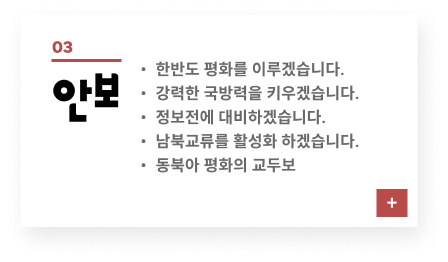 03
안보
• 한반도 평화를 이루겠습니다.
• 강력한 국방력을 키우겠습니다.
• 정보전에 대비하겠습니다.
• 남북교류를 활성화 하겠습니다.
• 동북아 평화의 교두보
+